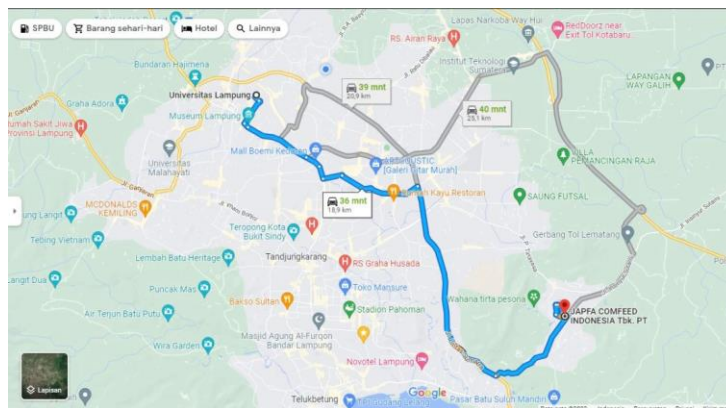 SPBU
Barang sehari-hari
Hotel
Lainnya
Lapas Narkoba Way Hui
RedDoorz near
Exit Tol Kotabaru
RS. Airan Raya
Institut Teknologi
Sumatera
Bundaran Hajimena
39 mnt
20,9 km
LAPANGAN
WAY GALIH
Universitas Lampung
Graha Adora
Museum Lampung
40 mnt
Rumah Sakit Jiwa
Provinsi Lampung
Mall Boemi Kedaton
[Galeri Gitar Murah]
VILLA
PEMANCINGAN RAJA
Universitas
Malahayati
Kayu Restoran
SAUNG FUTSAL
36 mnt
18,9 km
MCDONALDS
KEMILING
Gerbang Tol Lematang
Teropong Kota
Bukit Sindy
Tebing Vietnam
Lembah Batu Heritage
Tandjungkarang
RS Graha Husada
Puncak Mas
Toko Mansure
Wahana tirta pesona
JAPFA COMFEED
INDONESIA Tbk. PT
Bakso Sultan
Stadion Pahoman
Air Terjun Batu Putu
Masjid Agung Al-Furqon
Bandar Lampung
Wira Garden
Novotel Lampung
Lapisan
Google
Telukbetung
Pasar Batu Suluh Mandiri